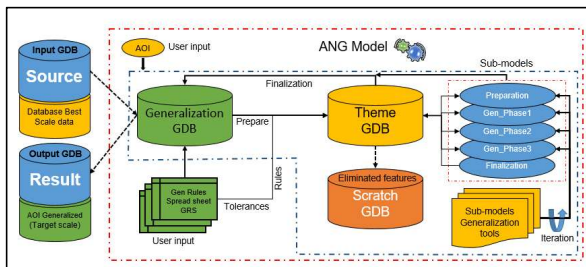 Input GDB
Source
Database Best
Scale data
Output GDB
Result
AOI Generalized
(Target scale)
AOI
User input
ANG Model
Sub-models
Finalization
Generalization
GDB
Prepare
Theme
GDB
Preparation
Gen_Phase1
Gen_Phase2
Gen_Phase3
Finalization
Rules
Gen Rules
Spread sheet
GRS
Tolerances
User input
Eliminated features
Scratch
GDB
Sub-models
Generalization
tools
Iteration